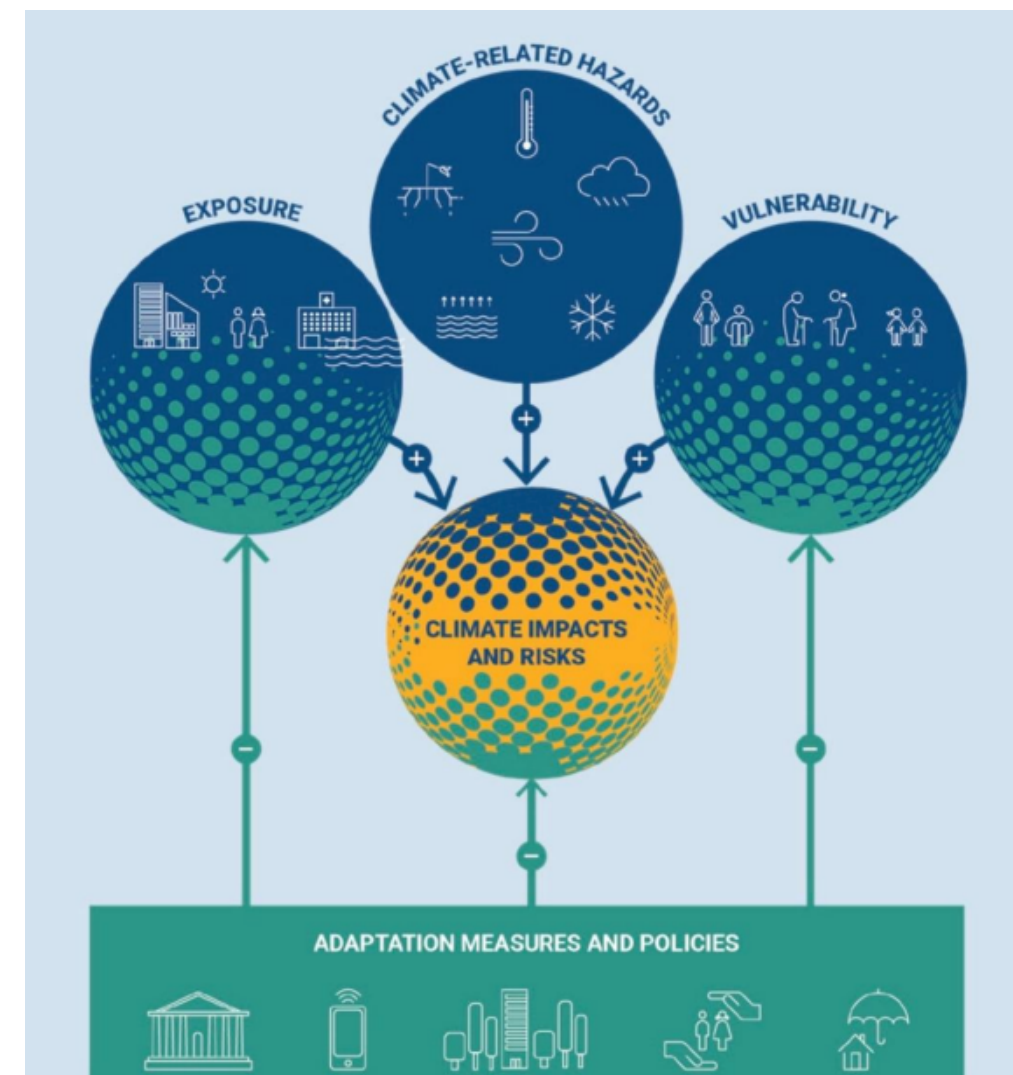 CLIMATE-RELATED HAZARDS
EXPOSURE
VULNERABILITY
+
+
+
CLIMATE IMPACTS
AND RISKS
−
−
−
ADAPTATION MEASURES AND POLICIES